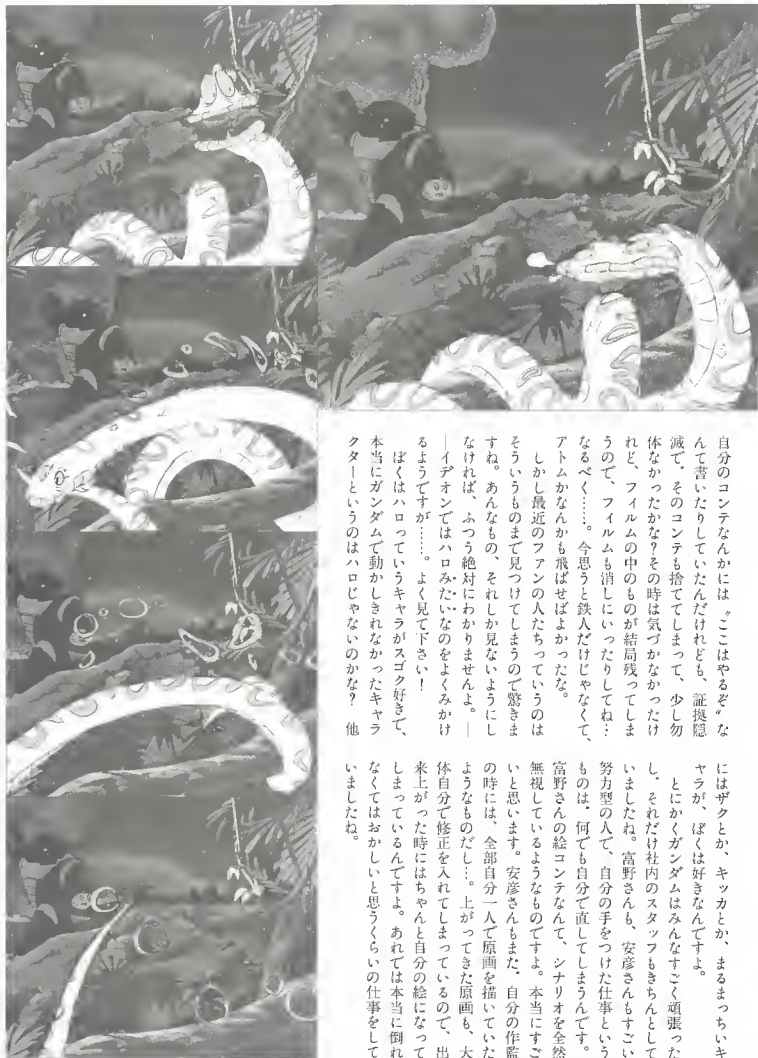 自分のコンテなんかには〝ここはやるぞ〟な
んて書いたりしていたんだけれども、証拠隠
滅で、そのコンテも捨ててしまって、少し勿
体なかったかな?その時は気づかなかったけ
れど、フィルムの中のものが結局残ってしま
うので、フィルムも消しにいったりしてね…
なるべく……。今思うと鉄人だけじゃなくて、
アトムかなんかも飛ばせばよかったな。
しかし最近のファンの人たちっていうのは
そういうものまで見つけてしまうので驚きま
すね。あんなもの、それしか見ないようにし
なければ、ふつう絶対にわかりませんよ。―
―イデオンではハロみたいなのをよくみかけ
るようですが……。よく見て下さい!
ぼくはハロっていうキャラがスゴク好きで、
本当にガンダムで動かしきれなかったキャラ
クターというのはハロじゃないのかな? 他
にはザクとか、キッカとか、まるまっちいキ
ャラが、ぼくは好きなんですよ。
とにかくガンダムはみんなすごく頑張った
し。それだけ社内のスタッフもきちんとして
いましたね。富野さんも、安彦さんもすごい
努力型の人で、自分の手をつけた仕事という
ものは。何でも自分で直してしまうんです。
富野さんの絵コンテなんて、シナリオを全然
無視しているようなものですよ。本当にすご
いと思います。安彦さんもまた。自分の作監
の時には、全部自分一人で原画を描いていた
ようなものだし…。上がってきた原画も、大
体自分で修正を入れてしまっているので、出
来上がった時にはちゃんと自分の絵になって
しまっているんですよ。あれでは本当に倒れ
なくてはおかしいと思うくらいの仕事をして
いましたね。